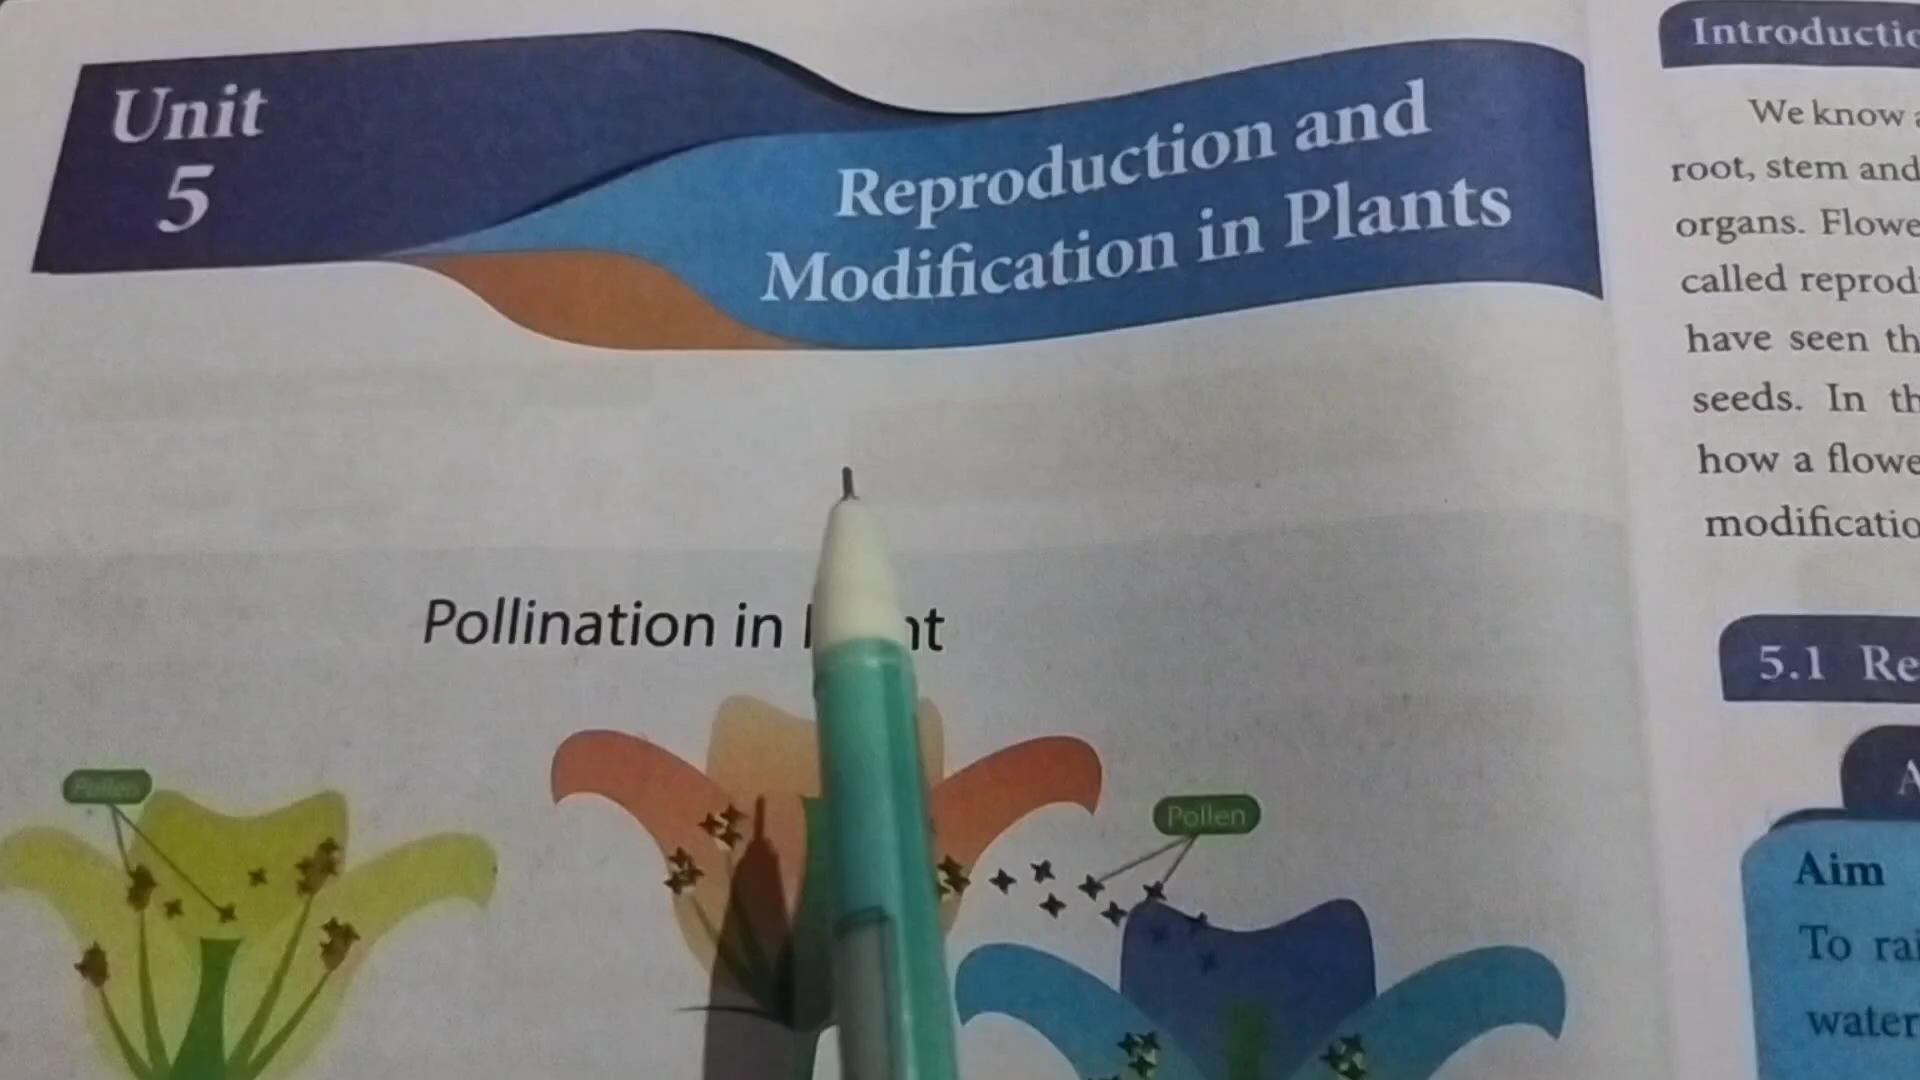 Unit
5
Reproduction and
Modification in Plants
Pollination in
Pollen
Pollen
Introductio
We know a
root, stem and
organs. Flowe
called reprod
have seen th
seeds. In th
how a flowe
modificatio
5.1 Re
A
Aim
To rai
water